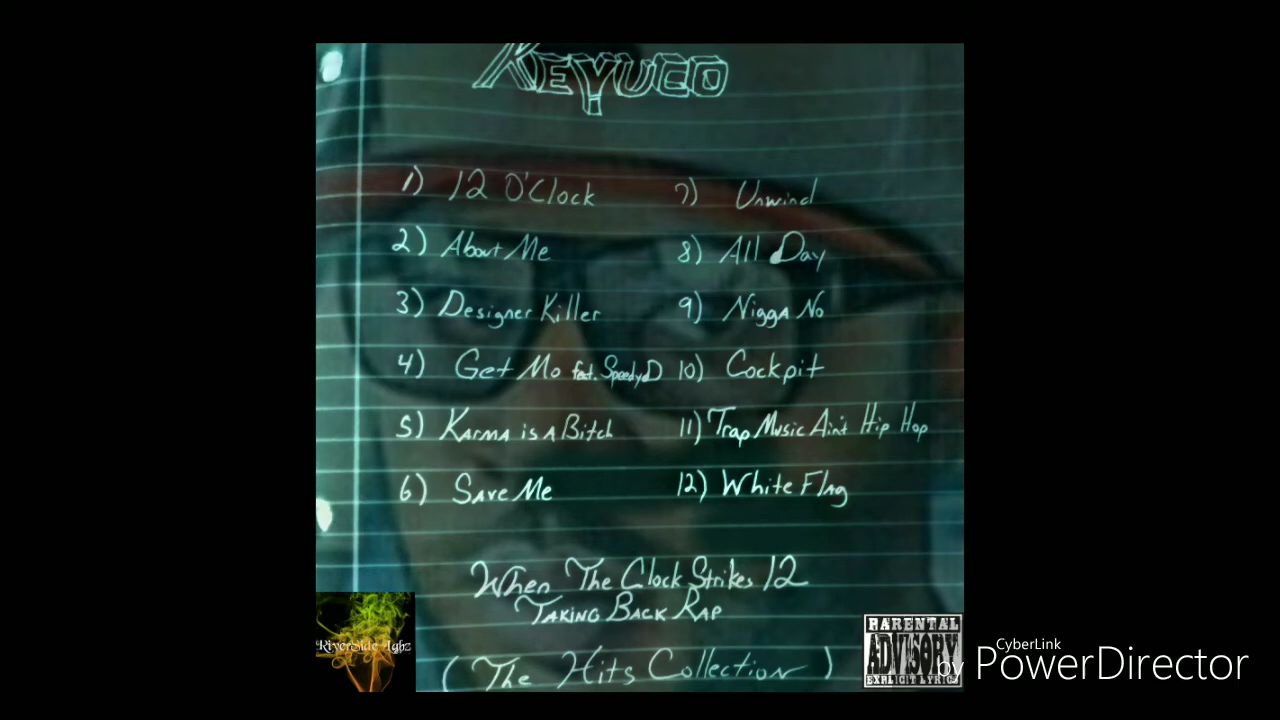 KEYUCO
1) 12 O'Clock
2) About Me
3) Designer Killer
4) Get Mo feat. SpeedyD
5) Karma is a Bitch
6) Save Me
7) Unwind
8) All Day
9) Nigga No
10) Cockpit
11) Trap Music Ain't Hip Hop
12) White Flag
When The Clock Strikes 12
Taking Back Rap
(The Hits Collection)
RiverSide Labz
PARENTAL
ADVISORY
EXPLICIT LYRICS
CyberLink
by PowerDirector